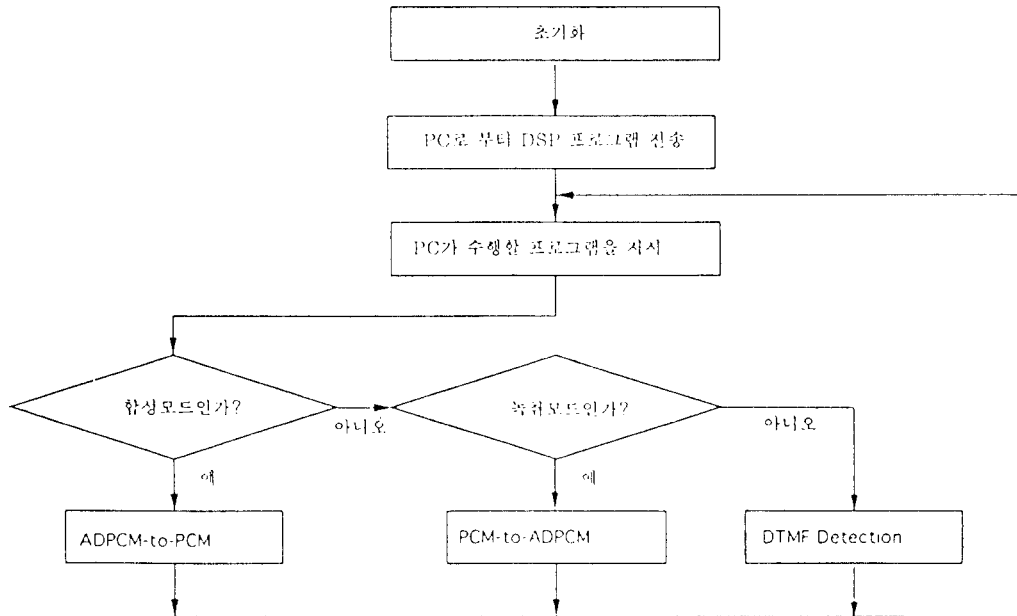 초기화
PC로 부터 DSP 프로그램 전송
PC가 수행할 프로그램을 지시
합성모드인가?
아니오
녹취모드인가?
아니오
예
예
ADPCM-to-PCM
PCM-to-ADPCM
DTMF Detection